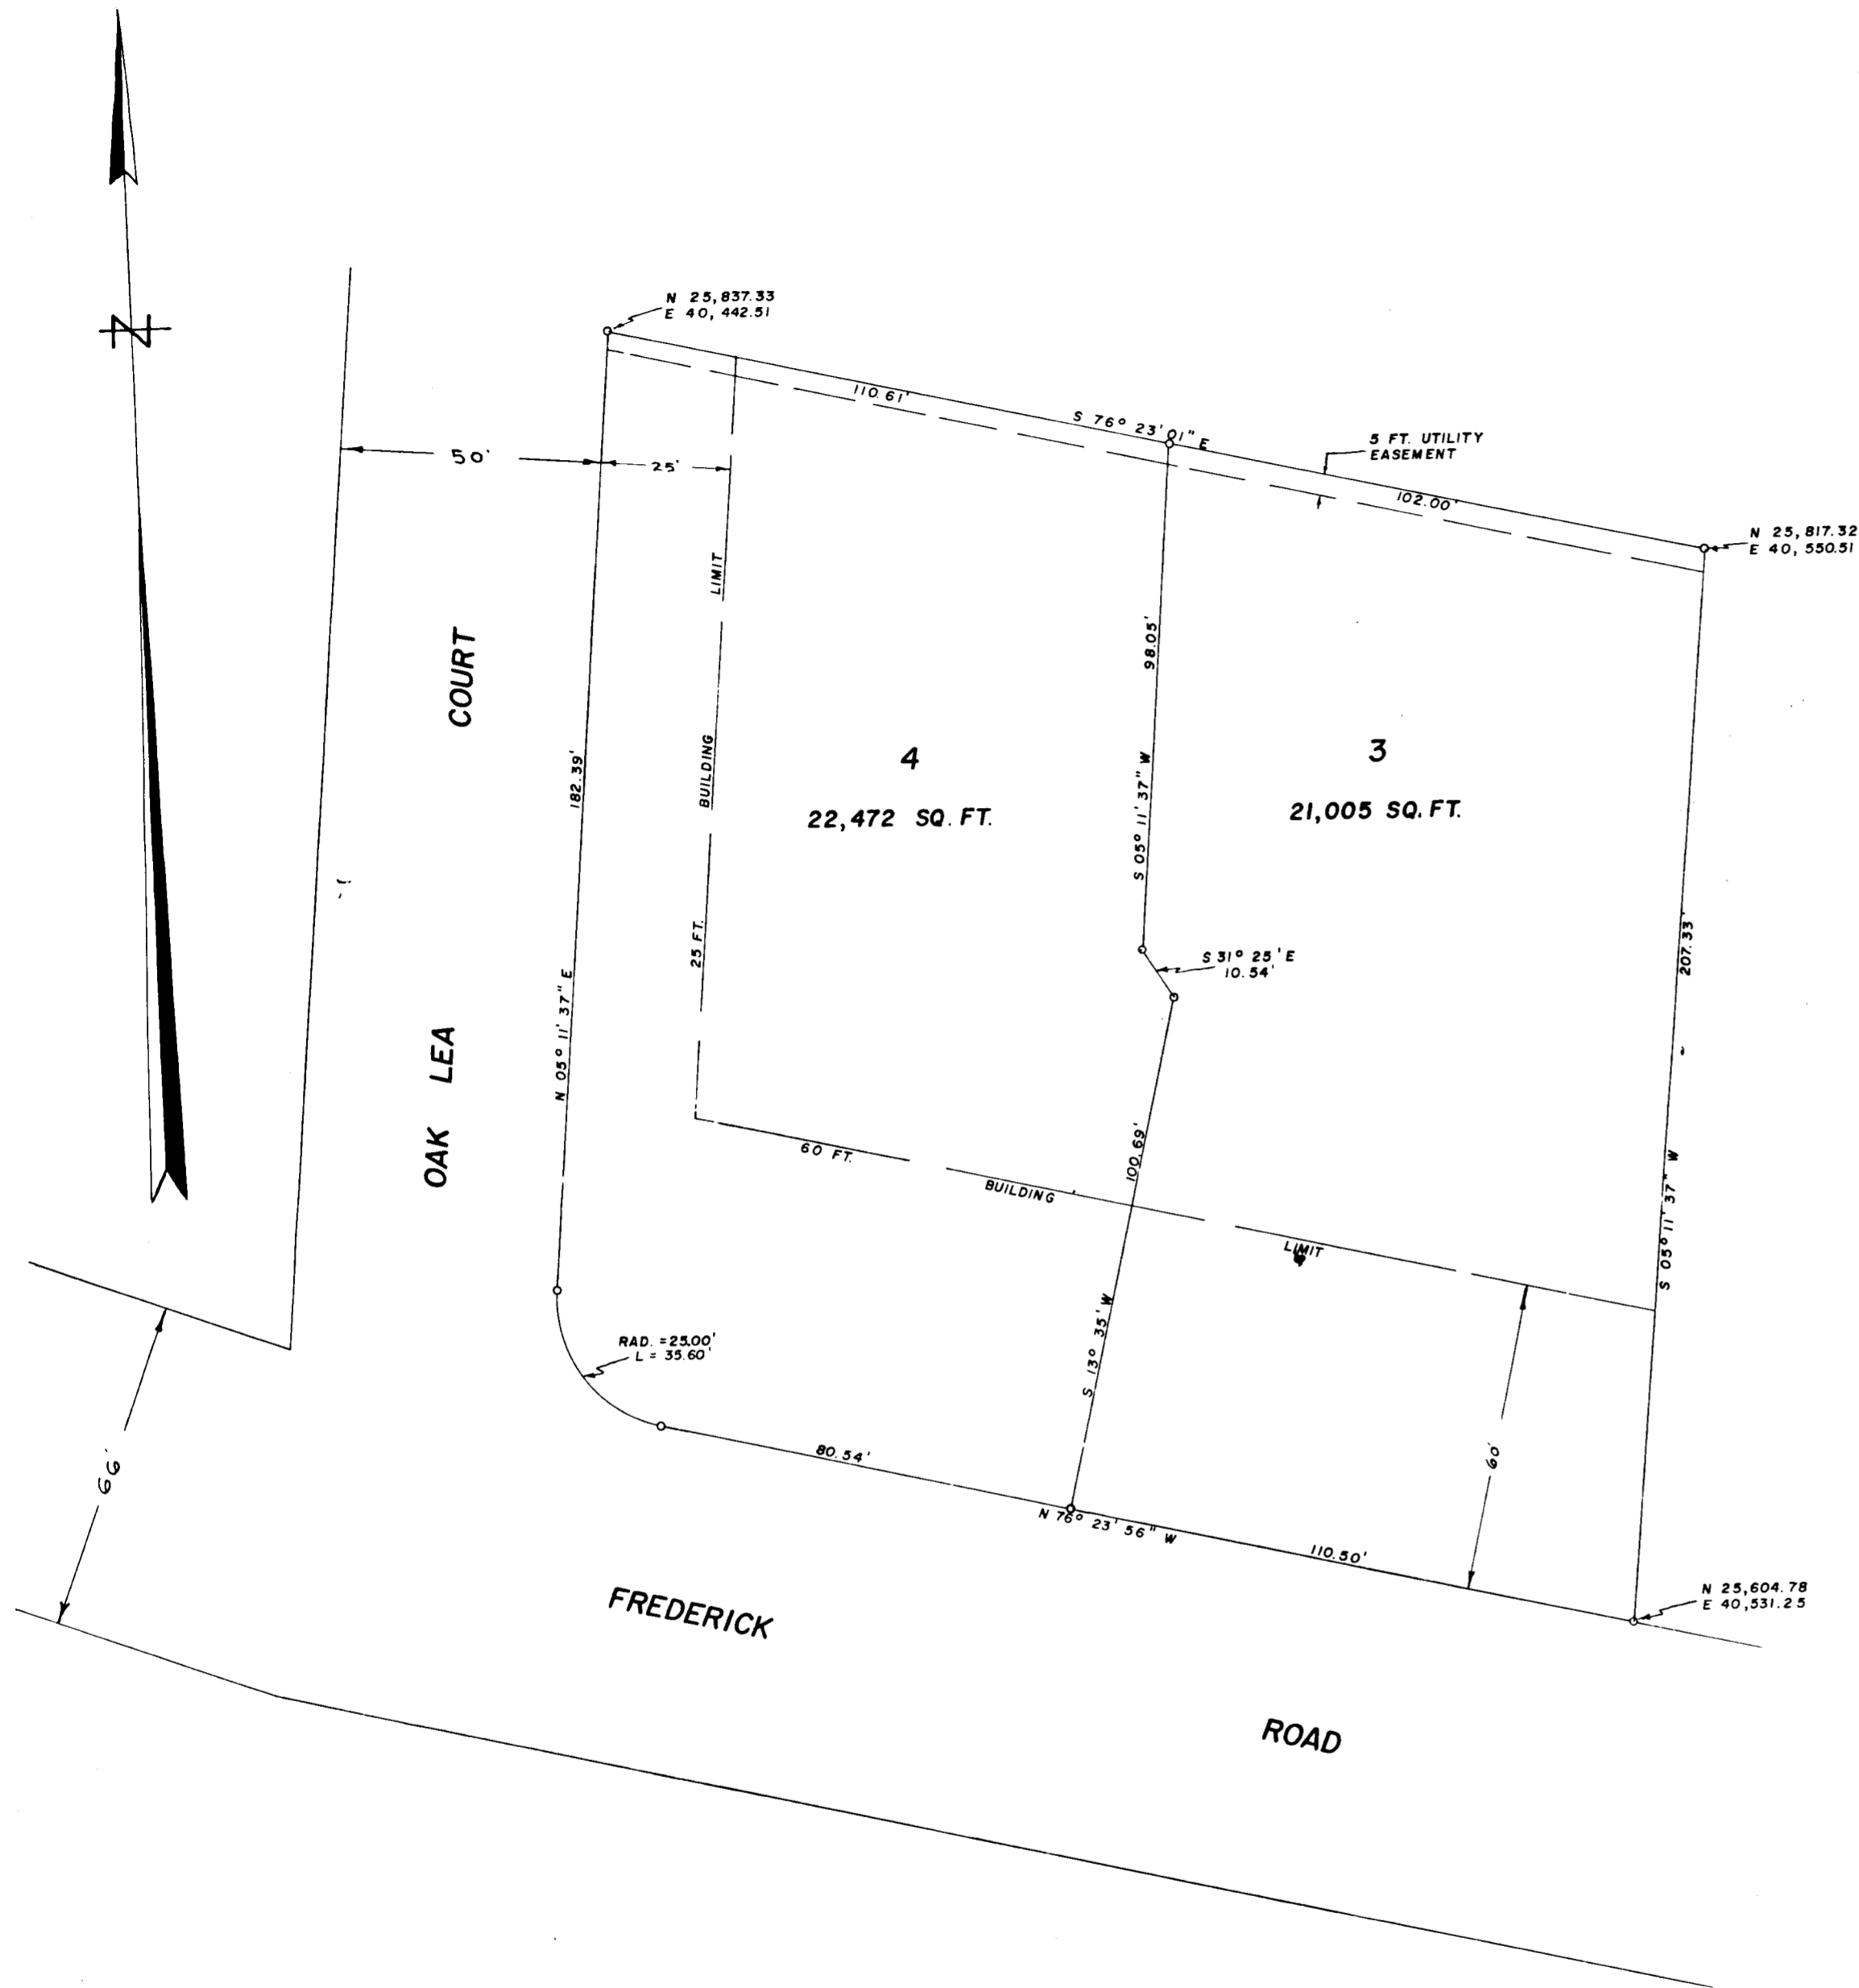 N 25,837.33
E 40,442.51
110.61'
S 76° 23' 01" E
5 FT. UTILITY
EASEMENT
102.00'
N 25,817.32
E 40,550.51
Z
50'
25'
LIMIT
BUILDING
25 FT.
COURT
OAK LEA
182.39'
N 05° 11' 37" E
98.05'
S 05° 11' 37" W
4
22,472 SQ. FT.
3
21,005 SQ. FT.
S 31° 25' E
10.54'
207.33'
S 05° 11' 37" W
100.69'
S 13° 35' W
60 FT.
BUILDING
LIMIT
60'
RAD. = 25.00'
L = 35.60'
66'
80.54'
N 76° 23' 56" W
110.50'
N 25,604.78
E 40,531.25
FREDERICK
ROAD